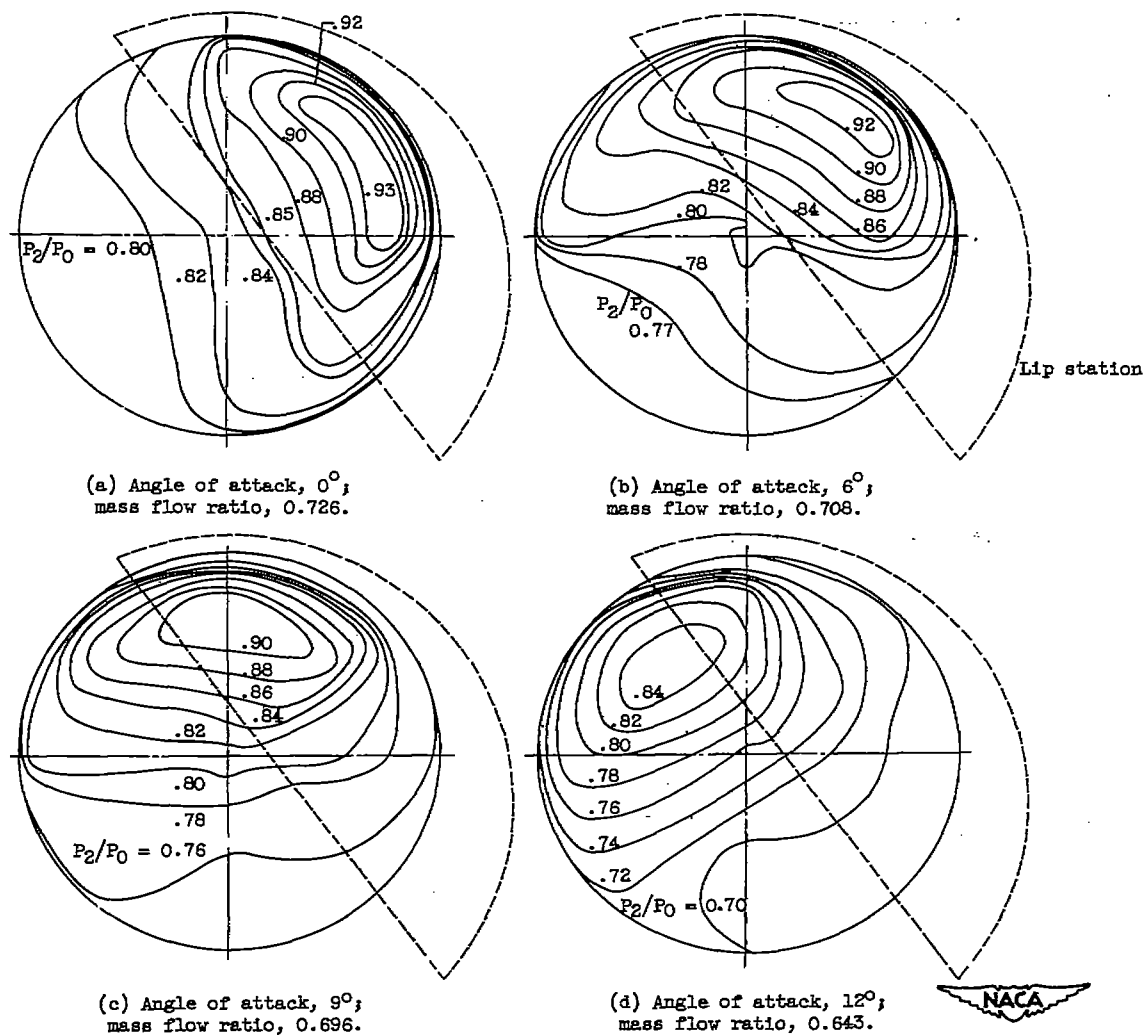 .92
.90
.88
.93
.85
P2/P0 = 0.80
.82
.84
(a) Angle of attack, 0°;
mass flow ratio, 0.726.
.92
.90
.82
.88
.80
.84
.86
.78
P2/P0
0.77
Lip station
(b) Angle of attack, 6°;
mass flow ratio, 0.708.
.90
.88
.86
.84
.82
.80
.78
P2/P0 = 0.76
(c) Angle of attack, 9°;
mass flow ratio, 0.696.
.84
.82
.80
.78
.76
.74
.72
P2/P0 = 0.70
(d) Angle of attack, 12°;
mass flow ratio, 0.643.
NACA